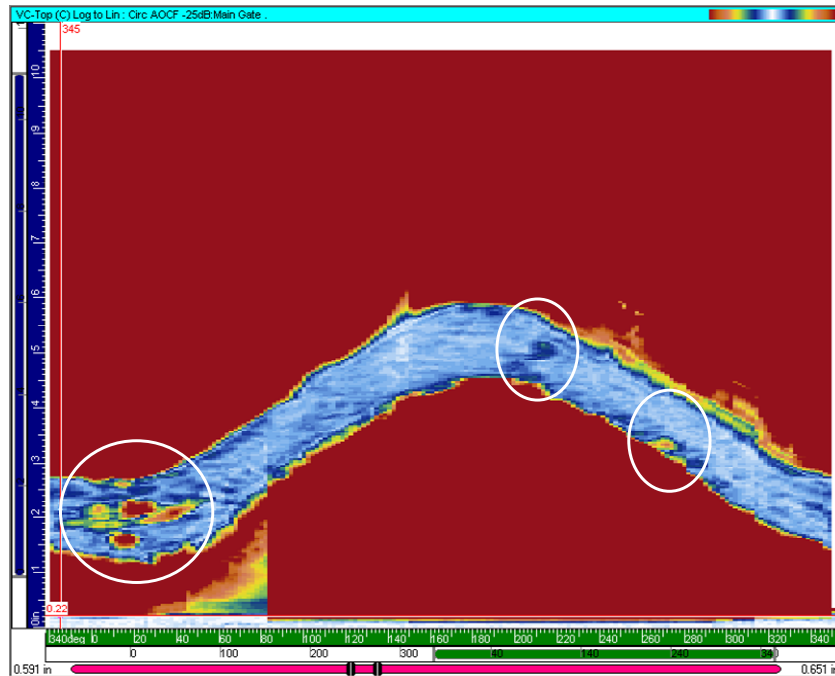 VC-Top (C) Log to Lin : Circ AOCF -25dB:Main Gate .
345
10
9
8
7
6
5
4
3
2
1
0in
0.22
340deg 0 20 40 60 80 100 120 140 160 180 200 220 240 260 280 300 320 340
0 100 200 300 40 140 240 340
0.591 in 0.651 in